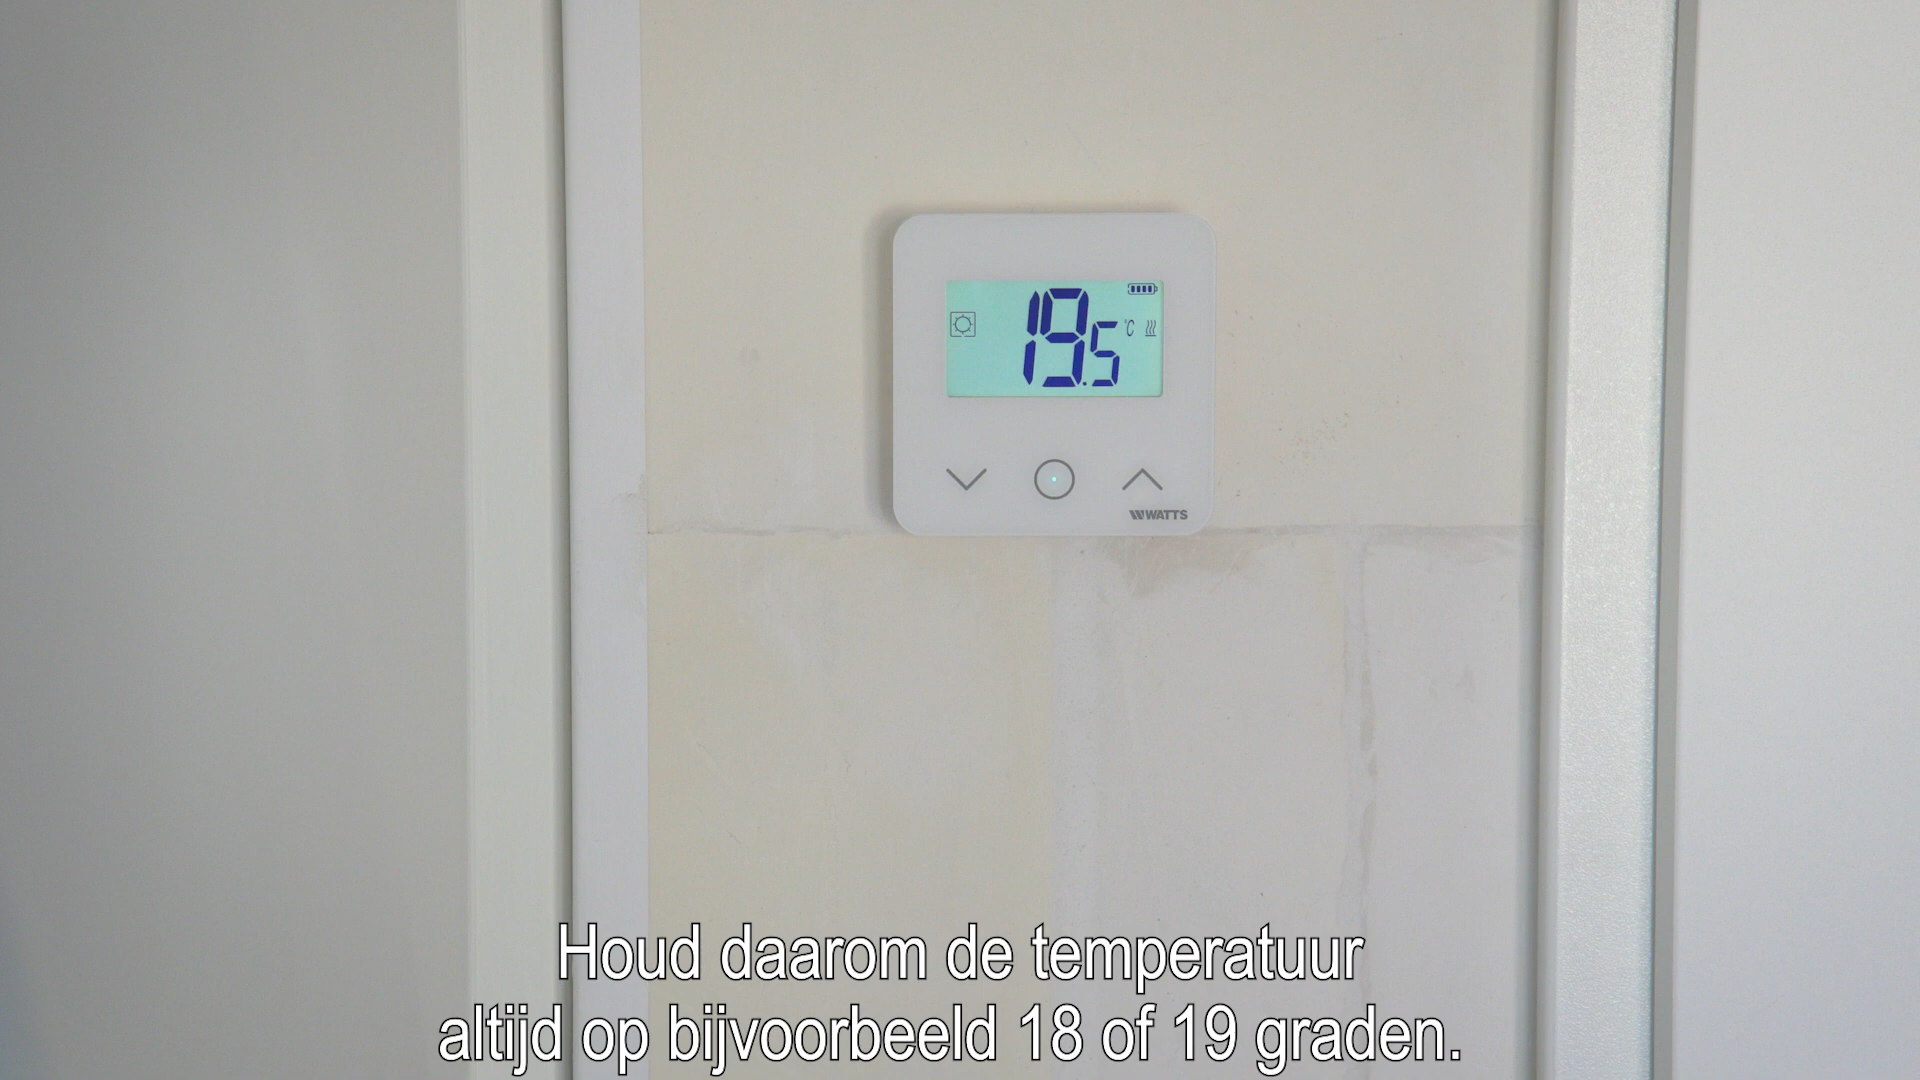 19.5 °C
WATTS
Houd daarom de temperatuur
altijd op bijvoorbeeld 18 of 19 graden.